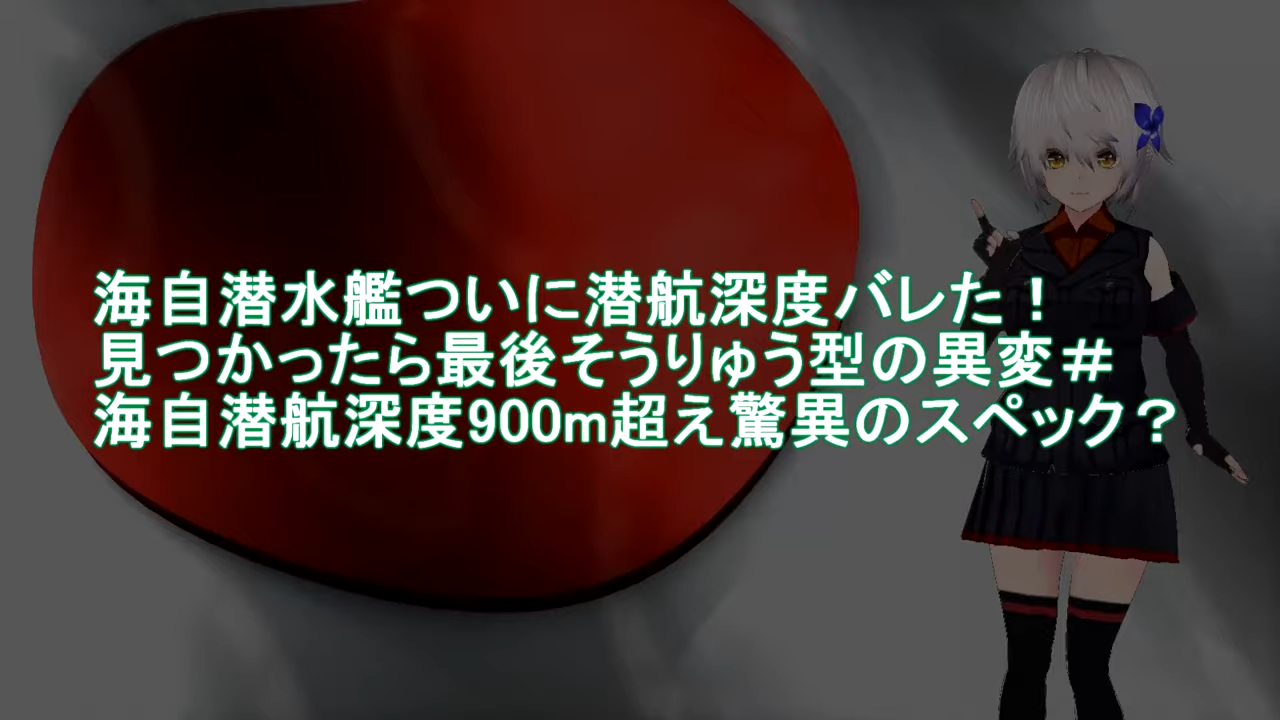 海自潜水艦ついに潜航深度バレた！
見つかったら最後そうりゅう型の異変＃
海自潜航深度900m超え驚異のスペック？